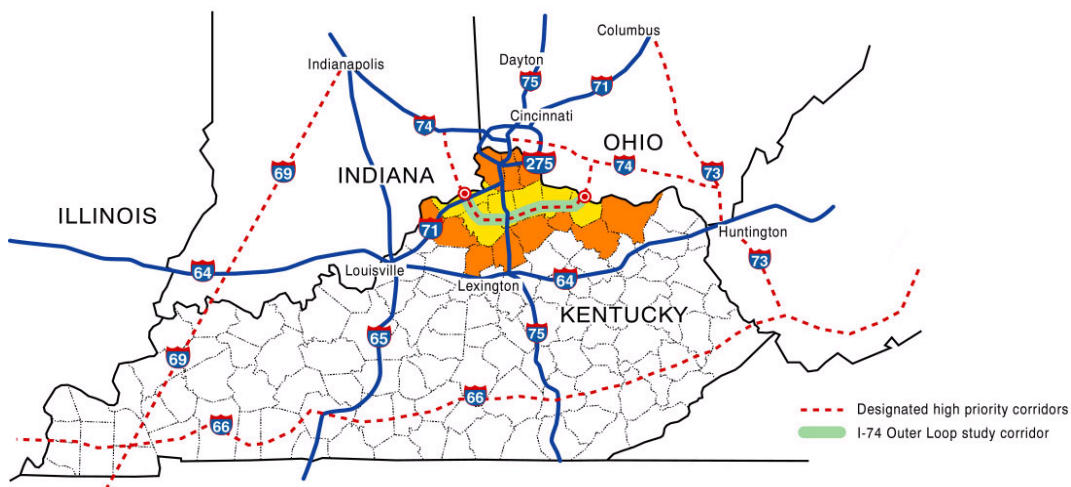 Columbus
Dayton
Indianapolis
75
71
Cincinnati
74
OHIO
275
74
69
INDIANA
73
ILLINOIS
71
Huntington
64
Louisville
73
Lexington
64
KENTUCKY
65
75
69
66
66
Designated high priority corridors
I-74 Outer Loop study corridor